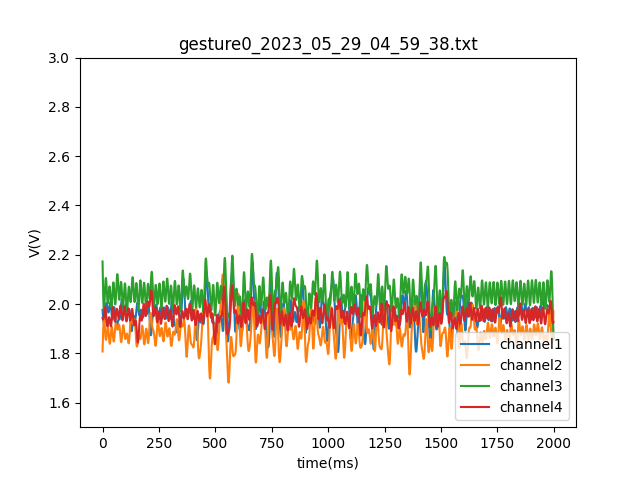 gesture0_2023_05_29_04_59_38.txt
3.0
2.8
2.6
2.4
2.2
2.0
1.8
1.6
V(V)
channel1
channel2
channel3
channel4
0 250 500 750 1000 1250 1500 1750 2000
time(ms)